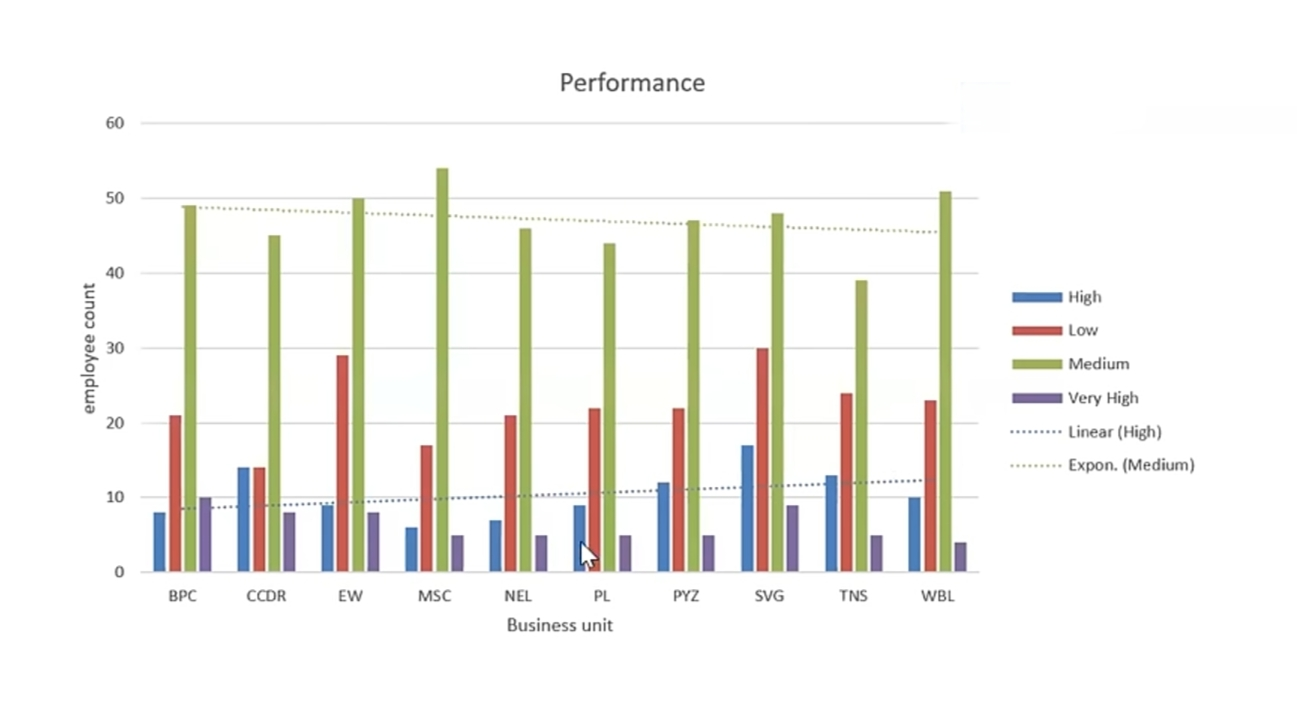 Performance
60
50
40
30
20
10
0
employee count
BPC CCDR EW MSC NEL PL PYZ SVG TNS WBL
Business unit
High
Low
Medium
Very High
Linear (High)
Expon. (Medium)